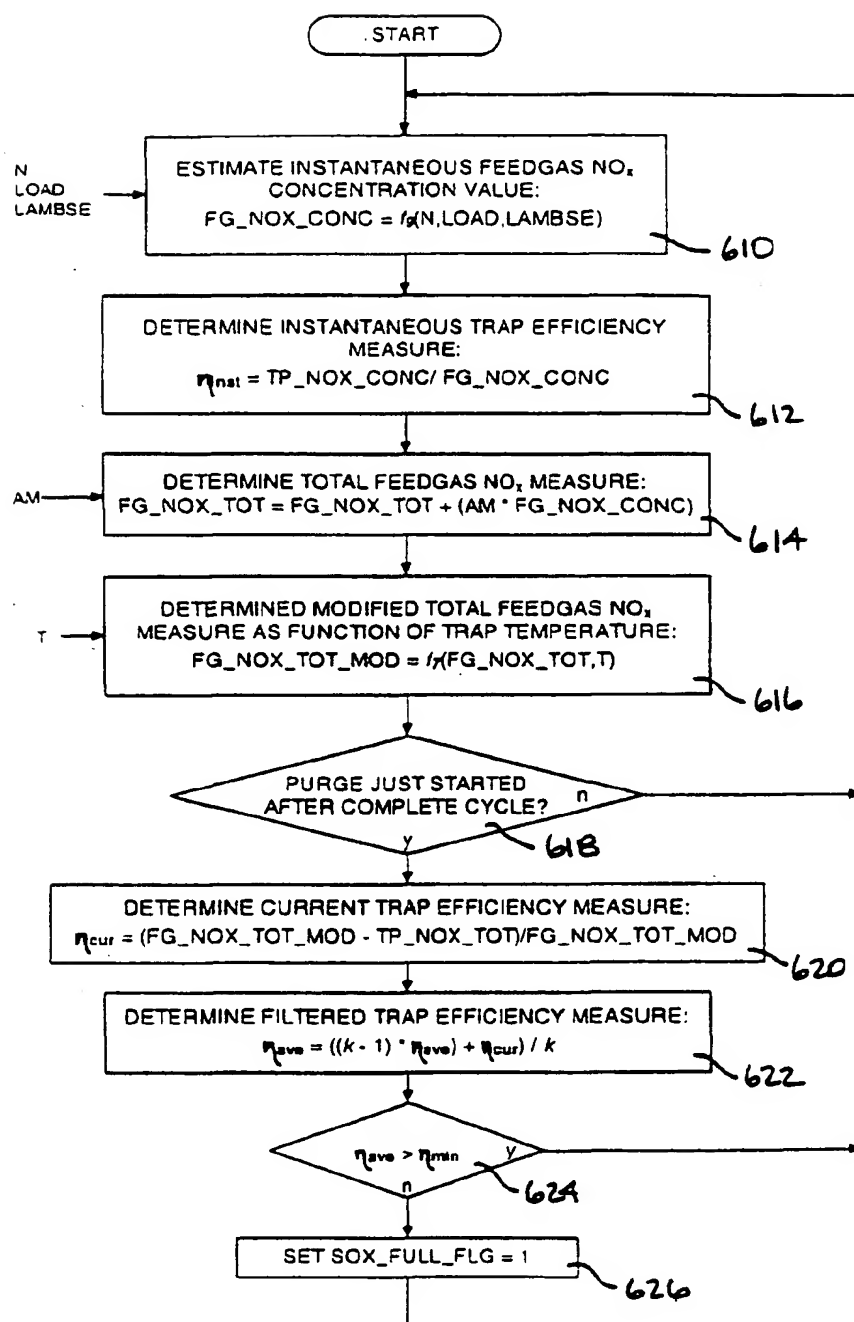 START
N
LOAD
LAMBSE
ESTIMATE INSTANTANEOUS FEEDGAS NOx
CONCENTRATION VALUE:
FG_NOX_CONC = f9(N,LOAD,LAMBSE)
610
DETERMINE INSTANTANEOUS TRAP EFFICIENCY
MEASURE:
ηinst = TP_NOX_CONC/ FG_NOX_CONC
612
AM
DETERMINE TOTAL FEEDGAS NOx MEASURE:
FG_NOX_TOT = FG_NOX_TOT + (AM * FG_NOX_CONC)
614
T
DETERMINED MODIFIED TOTAL FEEDGAS NOx
MEASURE AS FUNCTION OF TRAP TEMPERATURE:
FG_NOX_TOT_MOD = f7(FG_NOX_TOT,T)
616
PURGE JUST STARTED
AFTER COMPLETE CYCLE?
n
y
618
DETERMINE CURRENT TRAP EFFICIENCY MEASURE:
ηcur = (FG_NOX_TOT_MOD - TP_NOX_TOT)/FG_NOX_TOT_MOD
620
DETERMINE FILTERED TRAP EFFICIENCY MEASURE:
ηave = ((k - 1) * ηave) + ηcur) / k
622
ηave > ηmin
y
n
624
SET SOX_FULL_FLG = 1
626